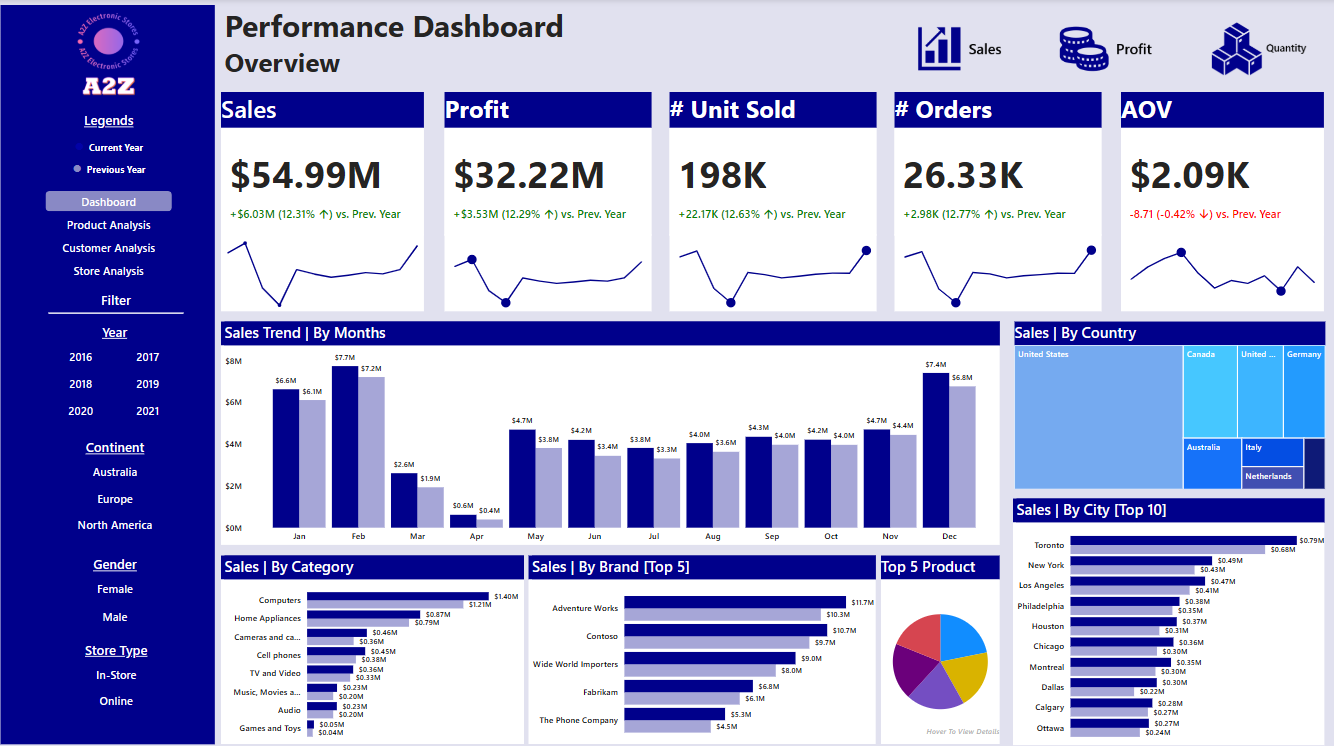 A2Z Electronic Stores
A2Z Electronic Stores
A2Z
Legends
Current Year
Previous Year
Dashboard
Product Analysis
Customer Analysis
Store Analysis
Filter
Year
2016 2017
2018 2019
2020 2021
Continent
Australia
Europe
North America
Gender
Female
Male
Store Type
In-Store
Online
Performance Dashboard
Overview
Sales
Profit
Quantity
Sales
$54.99M
+$6.03M (12.31% ↑) vs. Prev. Year
Profit
$32.22M
+$3.53M (12.29% ↑) vs. Prev. Year
# Unit Sold
198K
+22.17K (12.63% ↑) vs. Prev. Year
# Orders
26.33K
+2.98K (12.77% ↑) vs. Prev. Year
AOV
$2.09K
-8.71 (-0.42% ↓) vs. Prev. Year
Sales Trend | By Months
$8M
$6M
$4M
$2M
$0M
$6.6M $6.1M
$7.7M $7.2M
$2.6M $1.9M
$0.6M $0.4M
$4.7M $3.8M
$4.2M $3.4M
$3.8M $3.3M
$4.0M $3.6M
$4.3M $4.0M
$4.2M $4.0M
$4.7M $4.4M
$7.4M $6.8M
Jan Feb Mar Apr May Jun Jul Aug Sep Oct Nov Dec
Sales | By Country
United States
Canada
United ...
Germany
Australia
Italy
Netherlands
Sales | By Category
Computers $1.40M
$1.21M
Home Appliances $0.87M
$0.79M
Cameras and ca... $0.46M
$0.36M
Cell phones $0.45M
$0.38M
TV and Video $0.36M
$0.33M
Music, Movies a... $0.23M
$0.20M
Audio $0.23M
$0.20M
Games and Toys $0.05M
$0.04M
Sales | By Brand [Top 5]
Adventure Works $11.7M
$10.3M
Contoso $10.7M
$9.7M
Wide World Importers $9.0M
$8.0M
Fabrikam $6.8M
$6.1M
The Phone Company $5.3M
$4.5M
Top 5 Product
Hover To View Details
Sales | By City [Top 10]
Toronto $0.79M
$0.68M
New York $0.49M
$0.43M
Los Angeles $0.47M
$0.41M
Philadelphia $0.38M
$0.35M
Houston $0.37M
$0.31M
Chicago $0.36M
$0.30M
Montreal $0.35M
$0.30M
Dallas $0.30M
$0.22M
Calgary $0.28M
$0.27M
Ottawa $0.27M
$0.24M